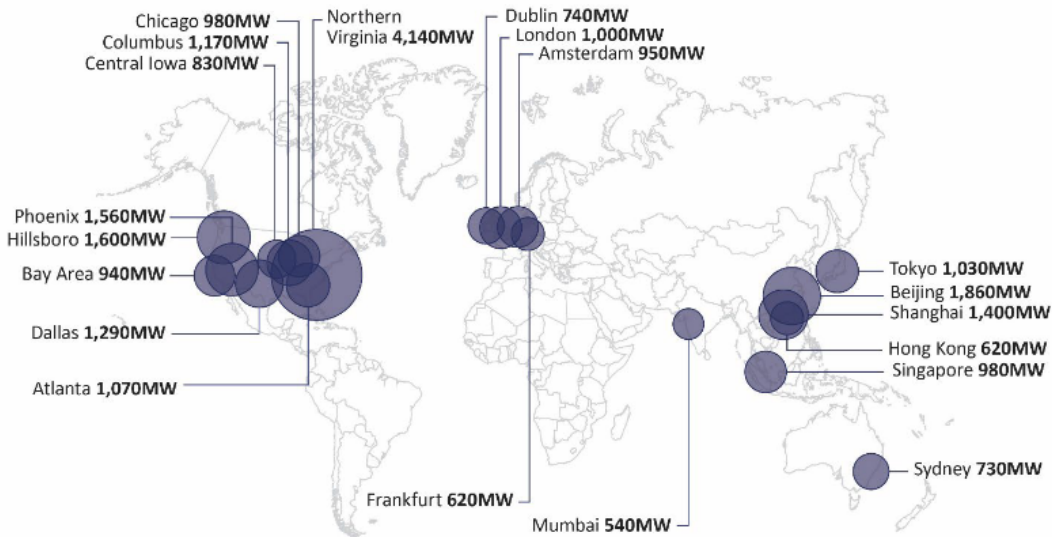 Chicago 980MW
Columbus 1,170MW
Central Iowa 830MW
Northern
Virginia 4,140MW
Dublin 740MW
London 1,000MW
Amsterdam 950MW
Phoenix 1,560MW
Hillsboro 1,600MW
Bay Area 940MW
Dallas 1,290MW
Atlanta 1,070MW
Tokyo 1,030MW
Beijing 1,860MW
Shanghai 1,400MW
Hong Kong 620MW
Singapore 980MW
Sydney 730MW
Frankfurt 620MW
Mumbai 540MW